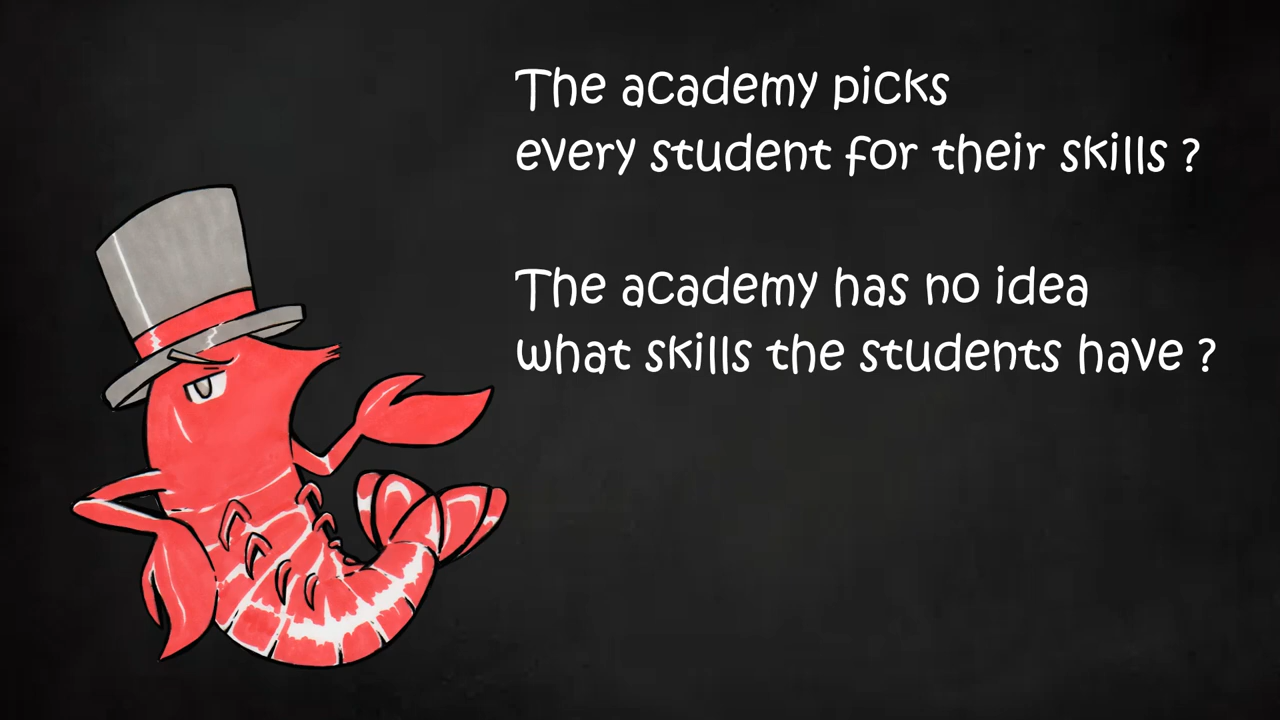 The academy picks
every student for their skills ?
The academy has no idea
what skills the students have ?